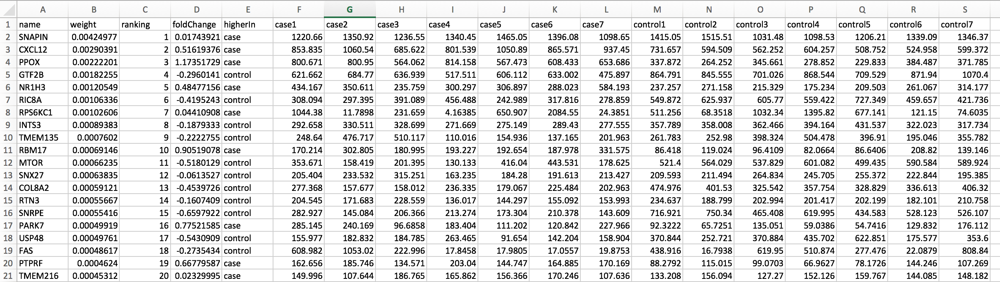 A B C D E F G H I J K L M N O P Q R S
1 name weight ranking foldChange higherIn case1 case2 case3 case4 case5 case6 case7 control1 control2 control3 control4 control5 control6 control7
2 SNAPIN 0.00424977 1 0.01743921 case 1220.66 1350.92 1236.55 1340.45 1465.05 1396.08 1098.65 1415.05 1515.51 1031.48 1098.53 1206.21 1339.09 1346.37
3 CXCL12 0.00290391 2 0.51619376 case 853.835 1060.54 685.622 801.539 1050.89 865.571 937.45 731.657 594.509 562.252 604.257 508.752 524.958 599.372
4 PPOX 0.00222201 3 1.17351729 case 800.671 800.95 564.062 814.158 567.473 608.433 653.686 337.872 264.252 345.661 278.852 229.833 384.487 371.785
5 GTF2B 0.00182255 4 -0.2960141 control 621.662 684.77 636.939 517.511 606.112 633.002 475.897 864.791 845.555 701.026 868.544 709.529 871.94 1070.4
6 NR1H3 0.00120549 5 0.48477156 case 434.167 350.611 235.759 300.297 306.897 288.023 584.193 237.257 271.158 215.329 175.234 209.503 261.067 314.177
7 RIC8A 0.00106336 6 -0.4195243 control 308.094 297.395 391.089 456.488 242.989 317.816 278.859 549.872 625.937 605.77 559.422 727.349 459.657 421.736
8 RPS6KC1 0.00102606 7 0.04410908 case 1044.38 11.7898 231.659 4.16385 650.907 2084.55 24.3851 511.256 68.3518 1032.34 1395.82 677.141 121.15 74.6035
9 INTS3 0.00089383 8 -0.1879333 control 292.658 330.511 328.699 271.669 275.149 289.43 277.555 357.789 358.008 362.466 394.164 431.537 322.023 317.734
10 TMEM135 0.0007602 9 -0.2222755 control 248.64 476.717 510.117 110.016 154.936 137.165 201.963 261.783 252.98 398.324 504.478 396.91 195.046 355.782
11 RBM17 0.00069146 10 0.90519078 case 170.214 302.805 180.995 193.227 192.654 187.978 331.575 86.418 119.024 96.4109 82.0664 86.6406 208.82 139.146
12 MTOR 0.00066235 11 -0.5180129 control 353.671 158.419 201.395 130.133 416.04 443.531 178.625 521.4 564.029 537.829 601.082 499.435 590.584 589.924
13 SNX27 0.00063835 12 -0.0613527 control 205.404 233.532 315.251 163.235 184.28 191.613 213.427 209.593 211.494 264.834 245.705 255.372 222.844 195.385
14 COL8A2 0.00059121 13 -0.4539726 control 277.368 157.677 158.012 236.335 179.067 225.484 202.963 474.976 401.53 325.542 357.754 328.829 336.613 406.32
15 RTN3 0.00055667 14 -0.1607409 control 204.545 171.683 228.559 136.017 144.297 155.092 153.993 234.637 188.799 202.994 201.417 202.199 182.101 210.758
16 SNRPE 0.00055416 15 -0.6597922 control 282.927 145.084 206.366 213.274 173.304 210.378 143.609 716.921 750.34 465.408 619.995 434.583 528.123 526.107
17 PARK7 0.00049919 16 0.77521585 case 285.145 240.169 96.6858 183.404 111.202 120.842 227.966 92.3222 65.7251 135.051 59.0386 54.7416 129.832 176.112
18 USP48 0.00049761 17 -0.5430909 control 155.977 182.832 184.785 263.465 91.654 142.204 158.904 370.844 252.721 370.884 435.702 622.851 175.577 353.6
19 FAS 0.00048617 18 -0.2735434 control 608.982 1053.02 222.996 17.8458 17.9805 17.0557 19.8753 438.916 16.7938 619.95 510.874 277.476 22.0879 808.84
20 PTPRF 0.0004624 19 0.66779587 case 162.656 185.746 134.571 203.04 144.747 164.885 170.169 88.2792 115.015 99.0703 66.9627 78.1726 144.246 107.269
21 TMEM216 0.00045312 20 0.02329995 case 149.996 107.644 186.765 165.862 156.366 170.246 107.636 133.208 156.094 127.27 152.126 159.767 144.085 148.182